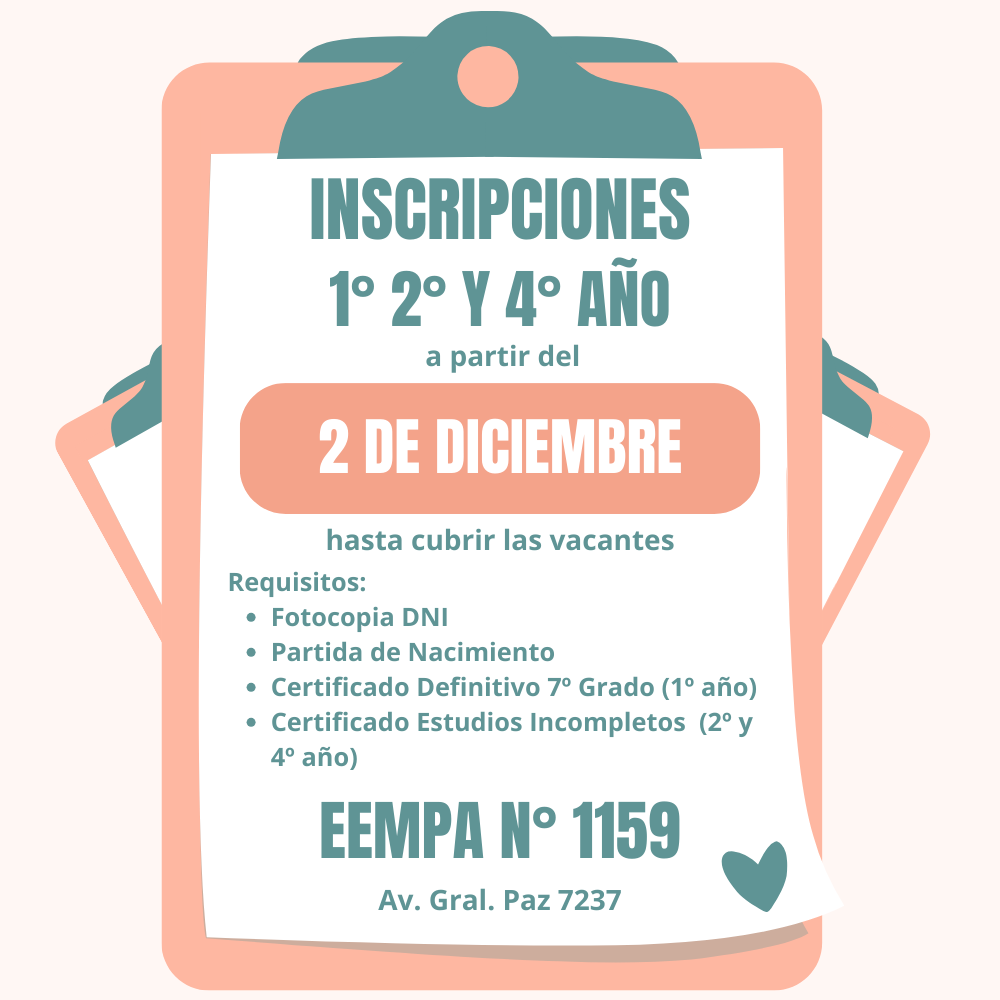 INSCRIPCIONES
1° 2° Y 4° AÑO
a partir del
2 DE DICIEMBRE
hasta cubrir las vacantes
Requisitos:
• Fotocopia DNI
• Partida de Nacimiento
• Certificado Definitivo 7º Grado (1º año)
• Certificado Estudios Incompletos (2º y
4º año)
EEMPA N° 1159
Av. Gral. Paz 7237